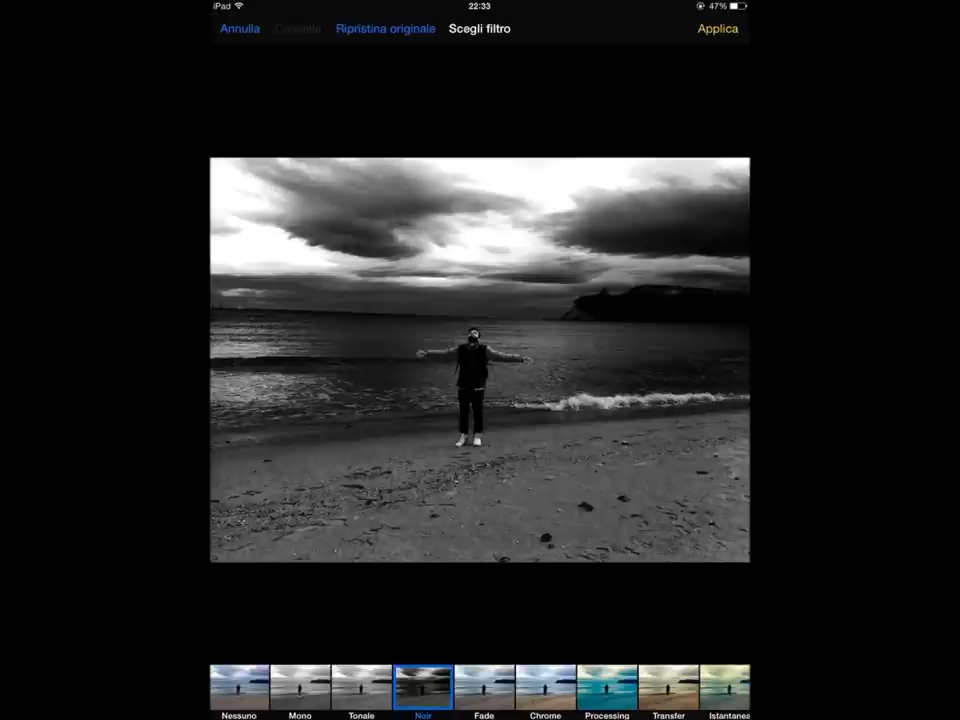 iPad 22:33 47%
Annulla Cancella Ripristina originale Scegli filtro Applica
Nessuno Mono Tonale Noir Fade Chrome Processing Transfer Istantanea